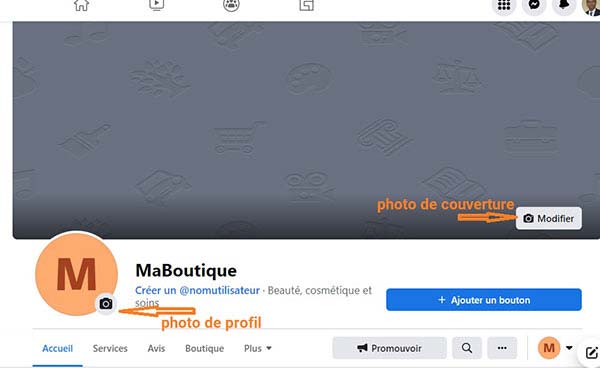 photo de couverture
Modifier
M
MaBoutique
Créer un @nomutilisateur · Beauté, cosmétique et
soins
+ Ajouter un bouton
photo de profil
Accueil Services Avis Boutique Plus Promouvoir ••• M